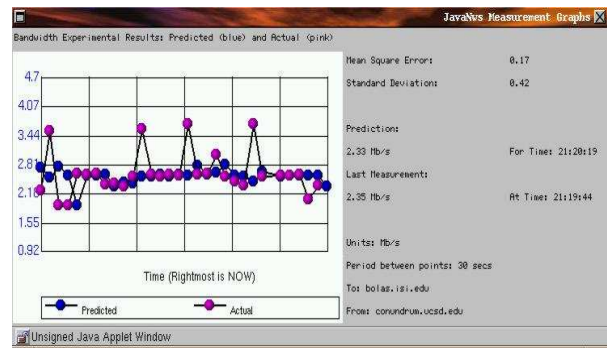 JavaNws Measurement Graphs
Bandwidth Experimental Results: Predicted (blue) and Actual (pink)
4.7
4.07
3.44
2.81
2.18
1.55
0.92
Time (Rightmost is NOW)
Predicted
Actual
Mean Square Error: 0.17
Standard Deviation: 0.42
Prediction:
2.33 Mb/s For Time: 21:20:19
Last Measurement:
2.35 Mb/s At Time: 21:19:44
Units: Mb/s
Period between points: 30 secs
To: bolas.isi.edu
From: conundrum.ucsd.edu
Unsigned Java Applet Window